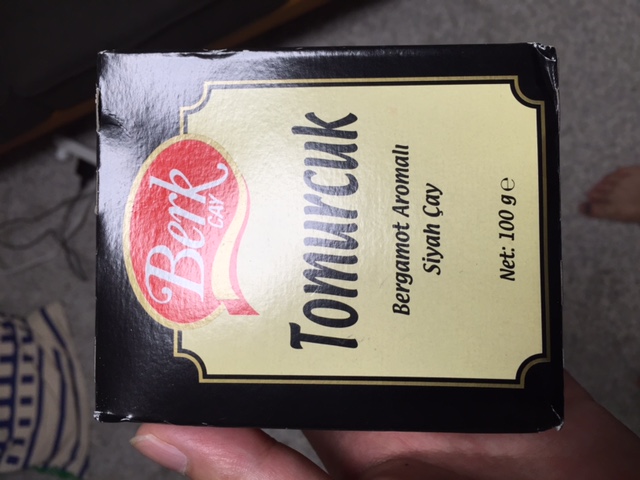 Berk
ÇAY
Tomurcuk
Bergamot Aromalı
Siyah Çay
Net: 100 g ℮